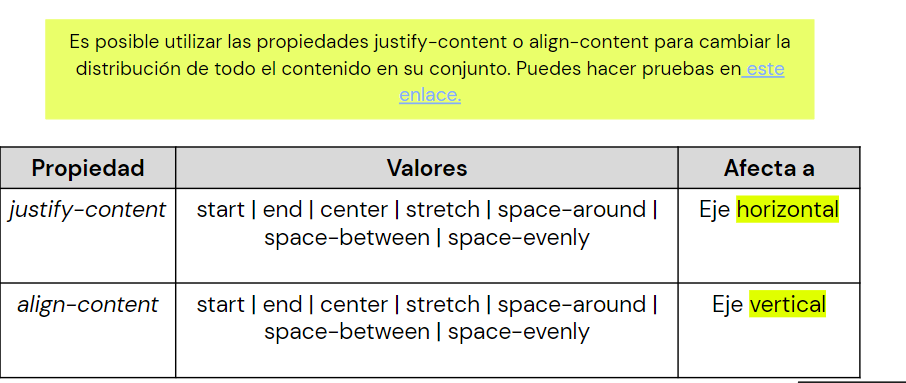 Es posible utilizar las propiedades justify-content o align-content para cambiar la
distribución de todo el contenido en su conjunto. Puedes hacer pruebas en este
enlace.
Propiedad Valores Afecta a
justify-content start | end | center | stretch | space-around | Eje horizontal
space-between | space-evenly
align-content start | end | center | stretch | space-around | Eje vertical
space-between | space-evenly